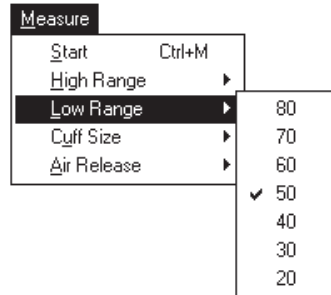 Measure
Start Ctrl+M
High Range
Low Range
Cuff Size
Air Release
80
70
60
✔ 50
40
30
20